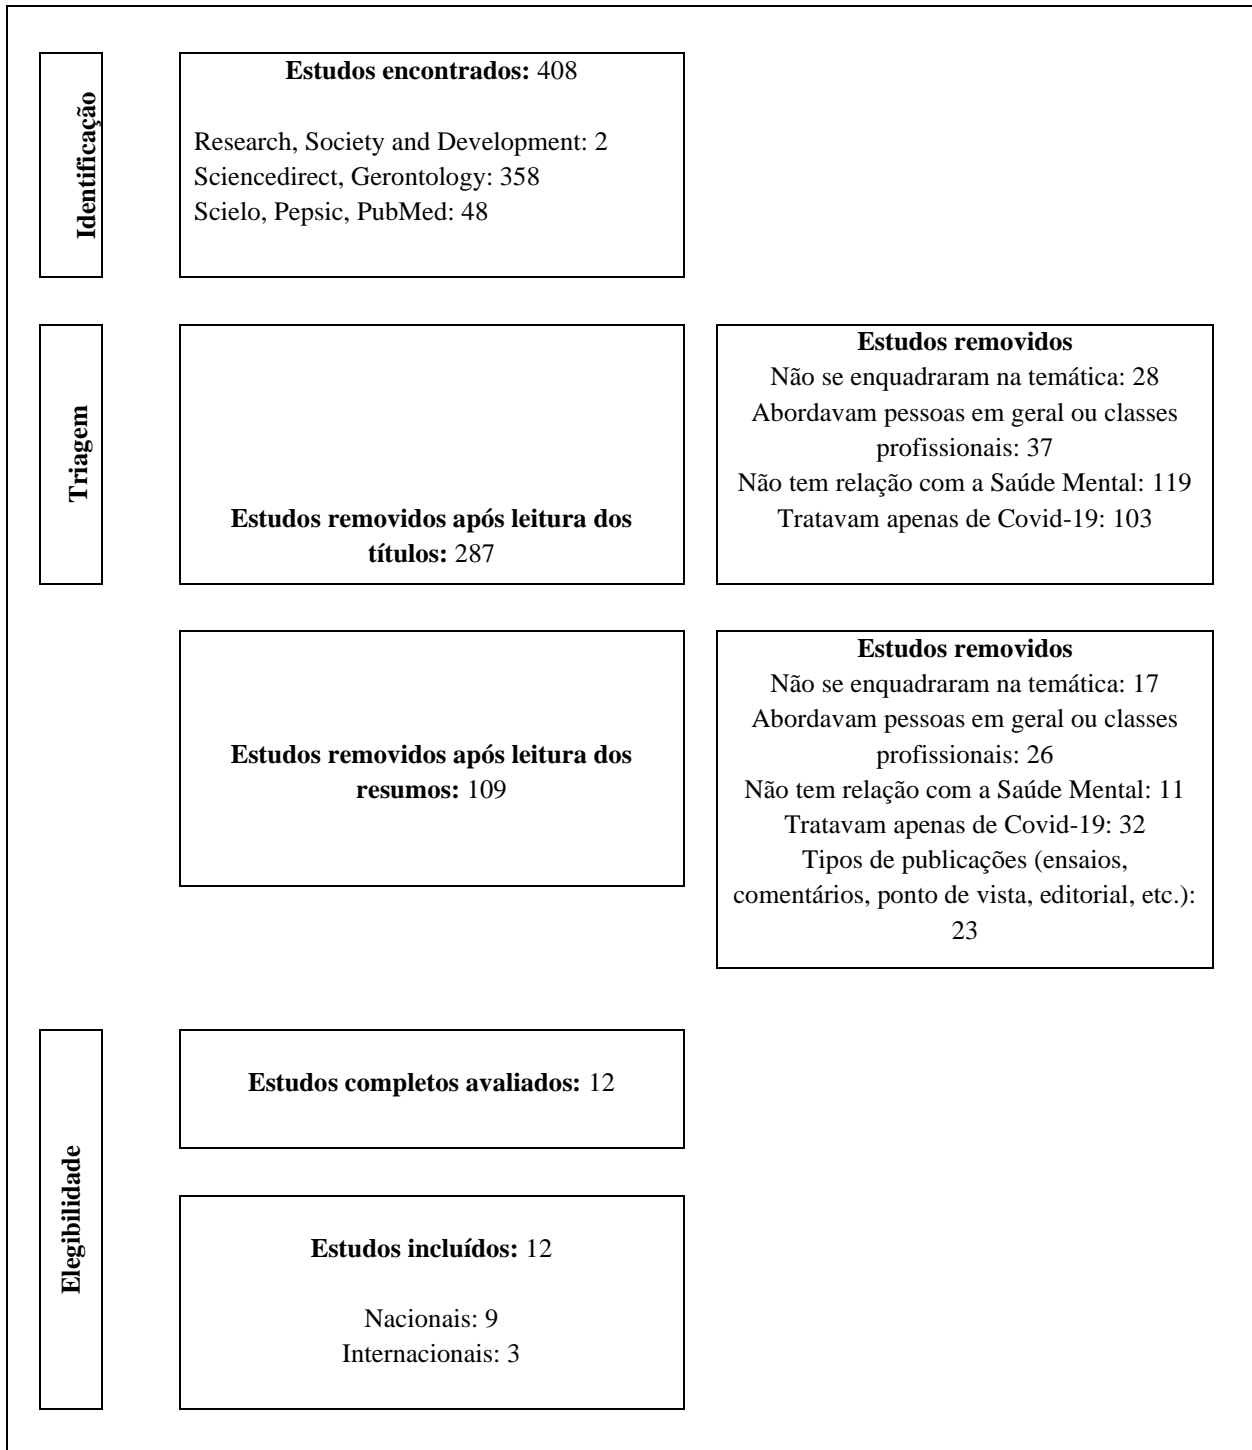 Identificação
Estudos encontrados: 408
Research, Society and Development: 2
Sciencedirect, Gerontology: 358
Scielo, Pepsic, PubMed: 48
Triagem
Estudos removidos após leitura dos
títulos: 287
Estudos removidos
Não se enquadraram na temática: 28
Abordavam pessoas em geral ou classes
profissionais: 37
Não tem relação com a Saúde Mental: 119
Tratavam apenas de Covid-19: 103
Estudos removidos após leitura dos
resumos: 109
Estudos removidos
Não se enquadraram na temática: 17
Abordavam pessoas em geral ou classes
profissionais: 26
Não tem relação com a Saúde Mental: 11
Tratavam apenas de Covid-19: 32
Tipos de publicações (ensaios,
comentários, ponto de vista, editorial, etc.):
23
Elegibilidade
Estudos completos avaliados: 12
Estudos incluídos: 12
Nacionais: 9
Internacionais: 3